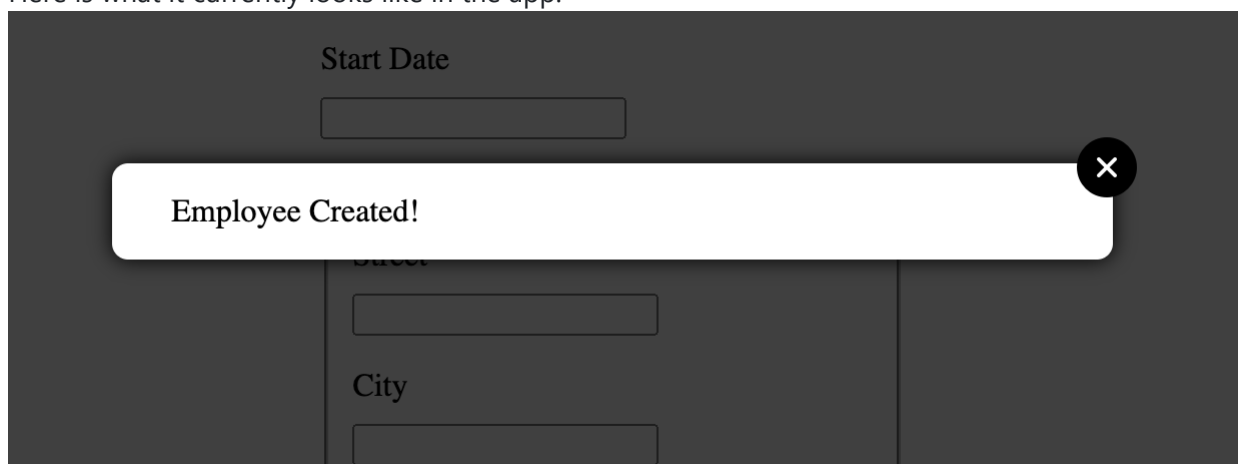 Here is what it currently looks like in the app:
Start Date
Employee Created!
Street
City